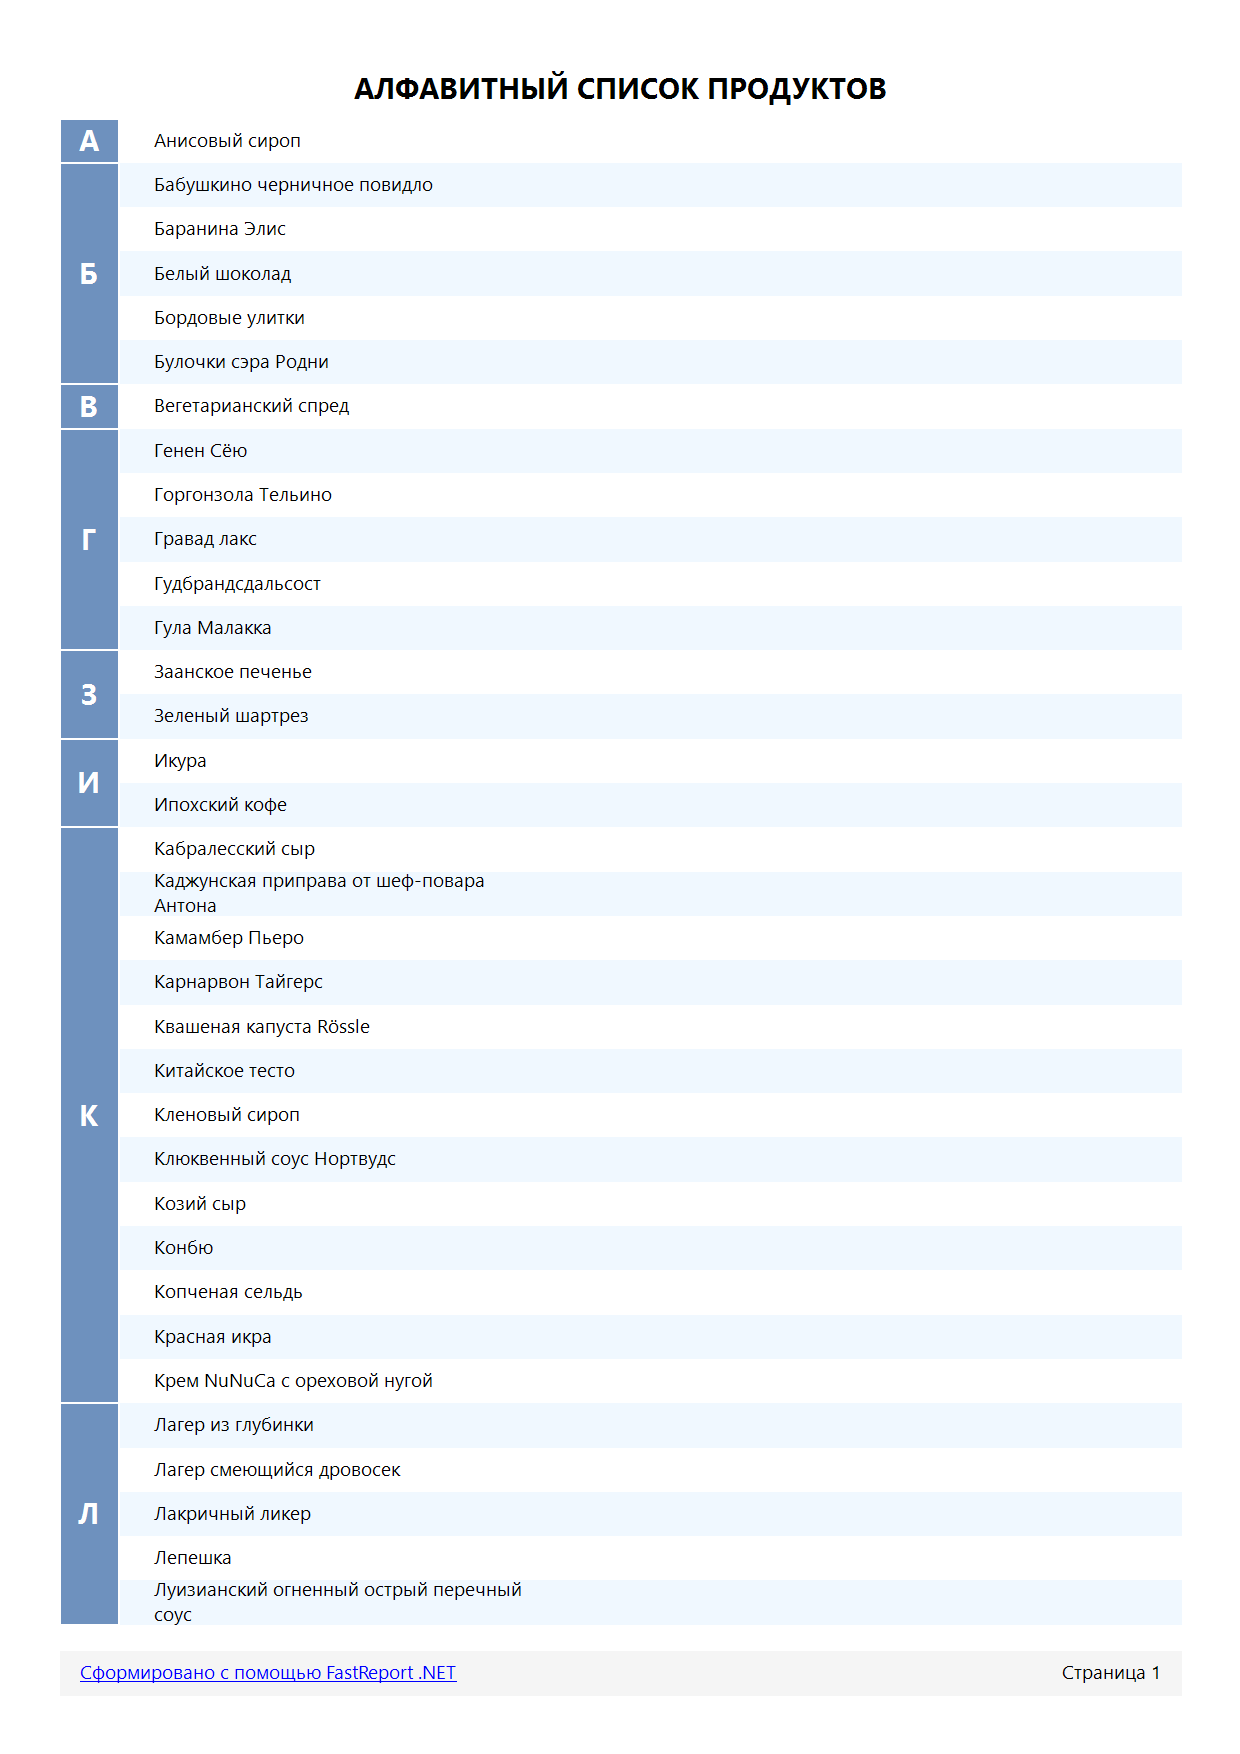 АЛФАВИТНЫЙ СПИСОК ПРОДУКТОВ
А
Анисовый сироп
Б
Бабушкино черничное повидло
Баранина Элис
Белый шоколад
Бордовые улитки
Булочки сэра Родни
В
Вегетарианский спред
Г
Генен Сёю
Горгонзола Тельино
Гравад лакс
Гудбрандсдальсост
Гула Малакка
З
Заанское печенье
Зеленый шартрез
И
Икура
Ипохский кофе
К
Кабралесский сыр
Каджунская приправа от шеф-повара
Антона
Камамбер Пьеро
Карнарвон Тайгерс
Квашеная капуста Rössle
Китайское тесто
Кленовый сироп
Клюквенный соус Нортвудс
Козий сыр
Конбю
Копченая сельдь
Красная икра
Крем NuNuCa с ореховой нугой
Л
Лагер из глубинки
Лагер смеющийся дровосек
Лакричный ликер
Лепешка
Луизианский огненный острый перечный
соус
Сформировано с помощью FastReport .NET
Страница 1